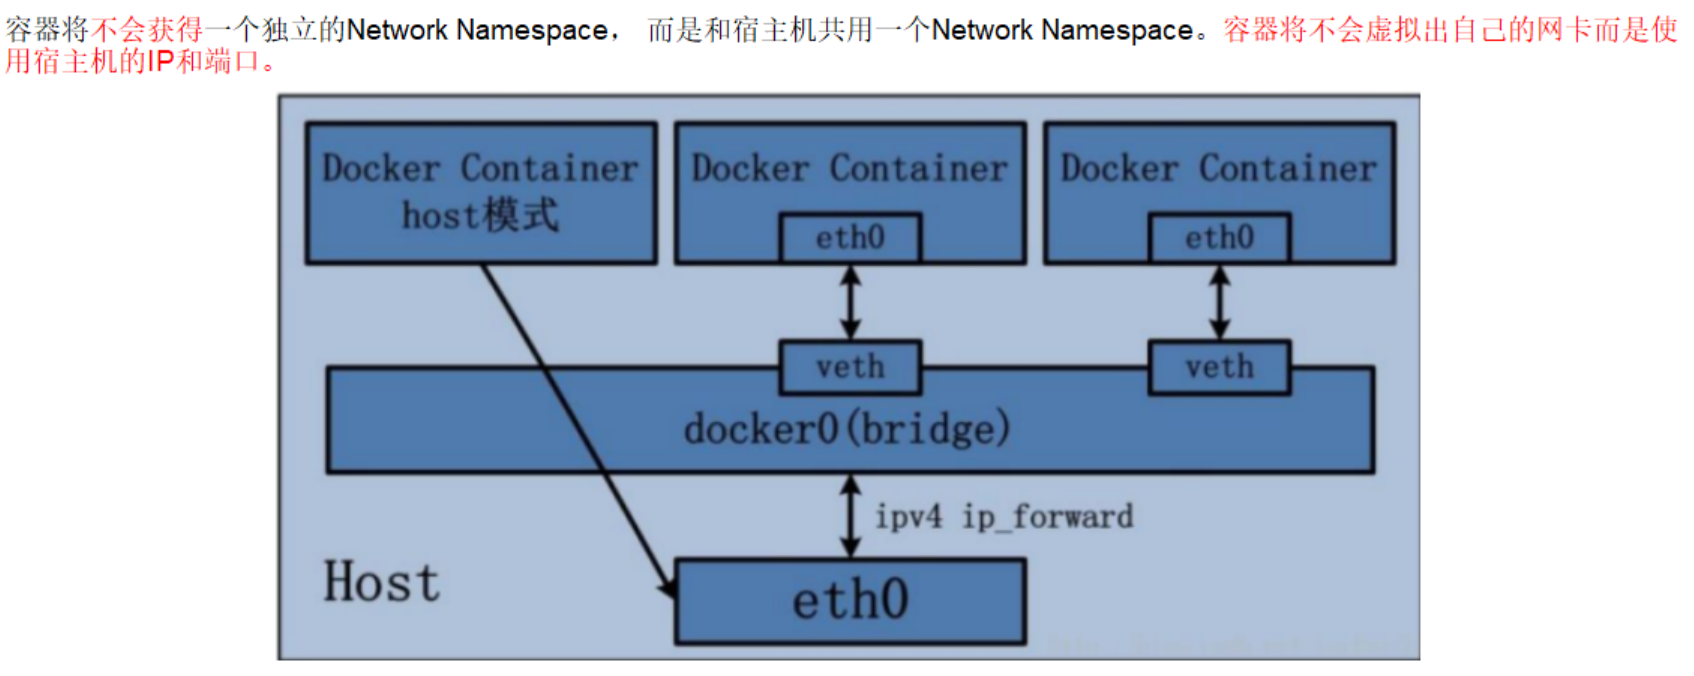 容器将不会获得一个独立的Network Namespace， 而是和宿主机共用一个Network Namespace。容器将不会虚拟出自己的网卡而是使
用宿主机的IP和端口。
Docker Container
host模式
Docker Container
eth0
Docker Container
eth0
veth
veth
docker0(bridge)
ipv4 ip_forward
Host
eth0